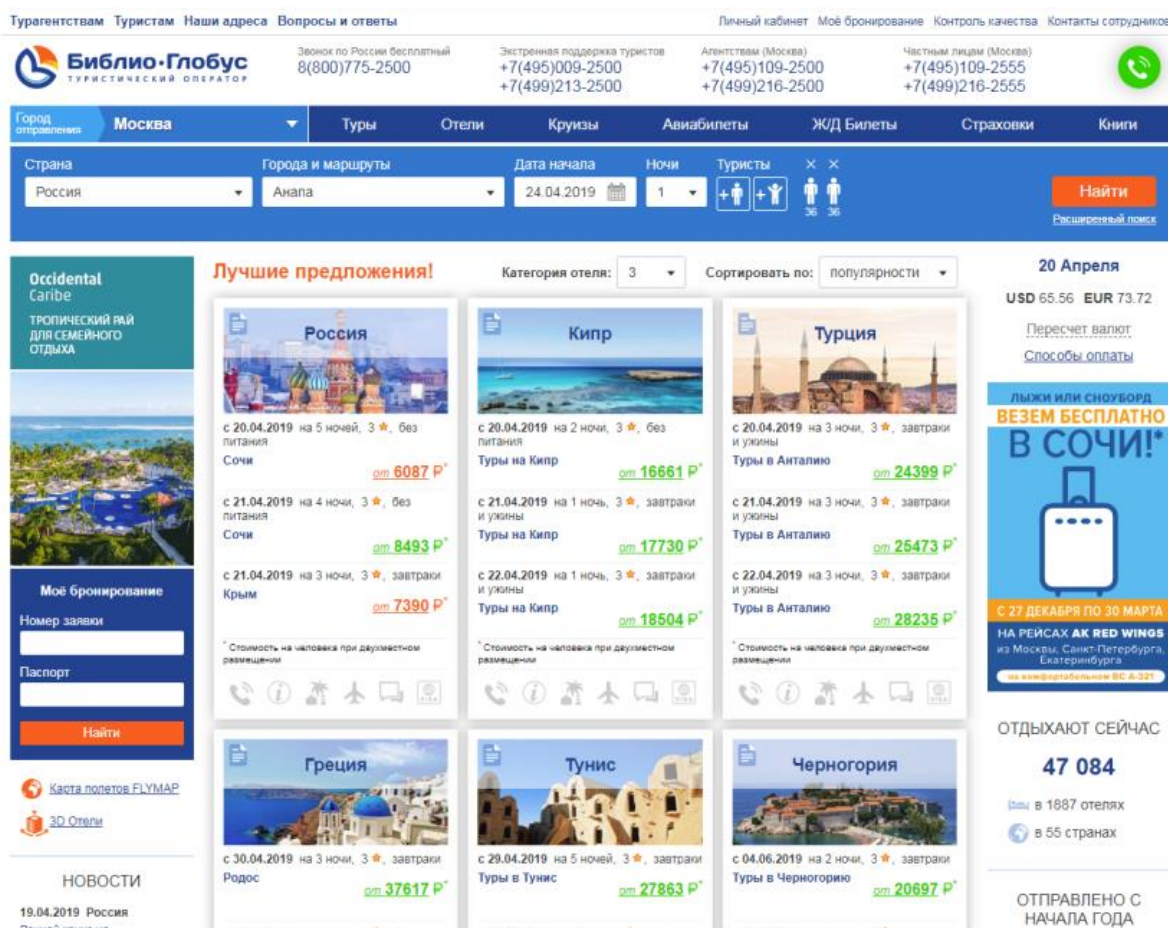 Турагентствам Туристам Наши адреса Вопросы и ответы
Личный кабинет Моё бронирование Контроль качества Контакты сотрудников
Библио·Глобус
ТУРИСТИЧЕСКИЙ ОПЕРАТОР
Звонок по России бесплатный
8(800)775-2500
Экстренная поддержка туристов
+7(495)009-2500
+7(499)213-2500
Агентствам (Москва)
+7(495)109-2500
+7(499)216-2500
Частным лицам (Москва)
+7(495)109-2555
+7(499)216-2555
Город отправления Москва Туры Отели Круизы Авиабилеты Ж/Д Билеты Страховки Книги
Страна Города и маршруты Дата начала Ночи Туристы
Россия Анапа 24.04.2019 1 36 36 Найти
Расширенный поиск
Occidental
Caribe
ТРОПИЧЕСКИЙ РАЙ
ДЛЯ СЕМЕЙНОГО
ОТДЫХА
Моё бронирование
Номер заявки
Паспорт
Найти
Карта полетов FLYMAP
3D Отели
НОВОСТИ
19.04.2019 Россия
Лучшие предложения! Категория отеля: 3 Сортировать по: популярности
Россия
с 20.04.2019 на 5 ночей, 3, без
питания
Сочи
от 6087 ₽*
с 21.04.2019 на 4 ночи, 3, без
питания
Сочи
от 8493 ₽*
с 21.04.2019 на 3 ночи, 3, завтраки
Крым
от 7390 ₽*
* Стоимость на человека при двухместном
размещении
Кипр
с 20.04.2019 на 2 ночи, 3, без
питания
Туры на Кипр
от 16661 ₽*
с 21.04.2019 на 1 ночь, 3, завтраки
и ужины
Туры на Кипр
от 17730 ₽*
с 22.04.2019 на 1 ночь, 3, завтраки
и ужины
Туры на Кипр
от 18504 ₽*
* Стоимость на человека при двухместном
размещении
Турция
с 20.04.2019 на 3 ночи, 3, завтраки
и ужины
Туры в Анталию
от 24399 ₽*
с 21.04.2019 на 3 ночи, 3, завтраки
и ужины
Туры в Анталию
от 25473 ₽*
с 22.04.2019 на 3 ночи, 3, завтраки
и ужины
Туры в Анталию
от 28235 ₽*
* Стоимость на человека при двухместном
размещении
Греция
с 30.04.2019 на 3 ночи, 3, завтраки
Родос
от 37617 ₽*
Тунис
с 29.04.2019 на 5 ночей, 3, завтраки
Туры в Тунис
от 27863 ₽*
Черногория
с 04.06.2019 на 2 ночи, 3, завтраки
Туры в Черногорию
от 20697 ₽*
20 Апреля
USD 65.56 EUR 73.72
Пересчет валют
Способы оплаты
ЛЫЖИ ИЛИ СНОУБОРД
ВЕЗЕМ БЕСПЛАТНО
В СОЧИ!*
С 27 ДЕКАБРЯ ПО 30 МАРТА
НА РЕЙСАХ АК RED WINGS
из Москвы, Санкт-Петербурга,
Екатеринбурга
на комфортабельном ВС А-321
ОТДЫХАЮТ СЕЙЧАС
47 084
в 1887 отелях
в 55 странах
ОТПРАВЛЕНО С
НАЧАЛА ГОДА